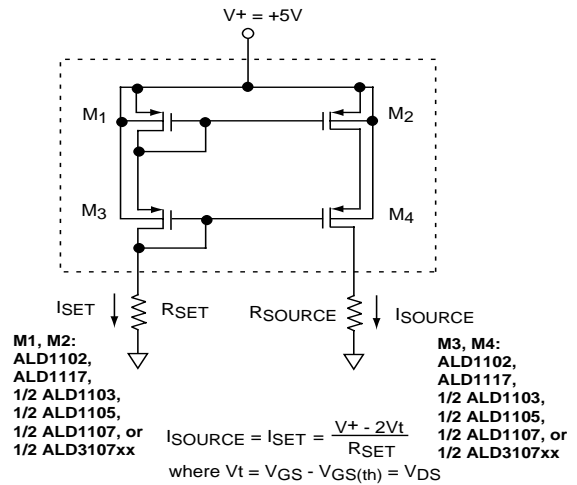 V+ = +5V
M1
M2
M3
M4
ISET
RSET
RSOURCE
ISOURCE
M1, M2:
ALD1102,
ALD1117,
1/2 ALD1103,
1/2 ALD1105,
1/2 ALD1107, or
1/2 ALD3107xx
M3, M4:
ALD1102,
ALD1117,
1/2 ALD1103,
1/2 ALD1105,
1/2 ALD1107, or
1/2 ALD3107xx
ISOURCE = ISET = V+ - 2Vt
RSET
where Vt = VGS - VGS(th) = VDS